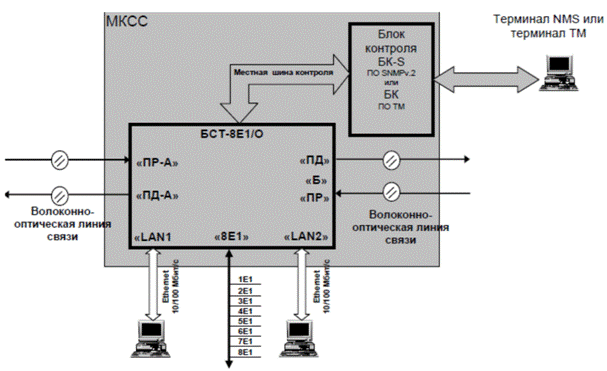 МКСС
Терминал NMS или
терминал ТМ
Блок
контроля
БК-S
ПО SNMPv.2
или
БК
ПО ТМ
Местная шина контроля
БСТ-8Е1/О
«ПР-А»
«ПД»
«Б»
«ПД-А»
«ПР»
Волоконно-
оптическая линия
связи
Волоконно-
оптическая линия
связи
«LAN1
«8Е1»
«LAN2»
Ethernet
10/100 Мбит/с
Ethernet
10/100 Мбит/с
1Е1
2Е1
3Е1
4Е1
5Е1
6Е1
7Е1
8Е1